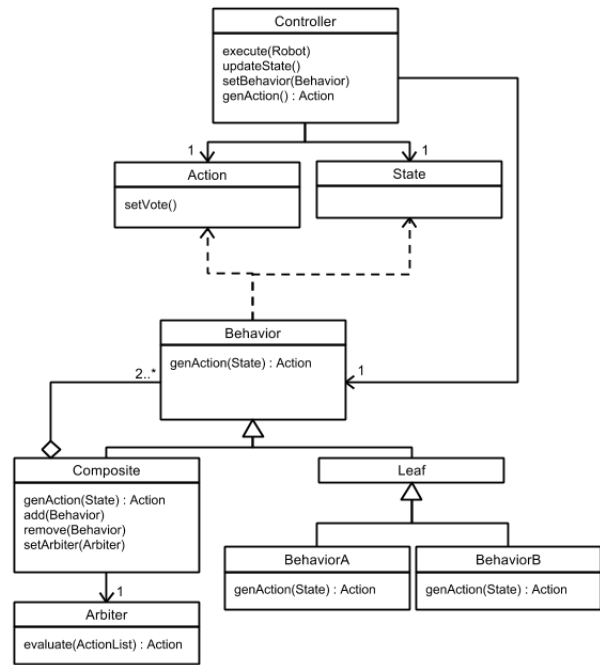 Controller
execute(Robot)
updateState()
setBehavior(Behavior)
genAction() : Action
1
1
Action
State
setVote()
Behavior
genAction(State) : Action
2..*
1
Composite
Leaf
genAction(State) : Action
add(Behavior)
remove(Behavior)
setArbiter(Arbiter)
BehaviorA
BehaviorB
genAction(State) : Action
genAction(State) : Action
1
Arbiter
evaluate(ActionList) : Action